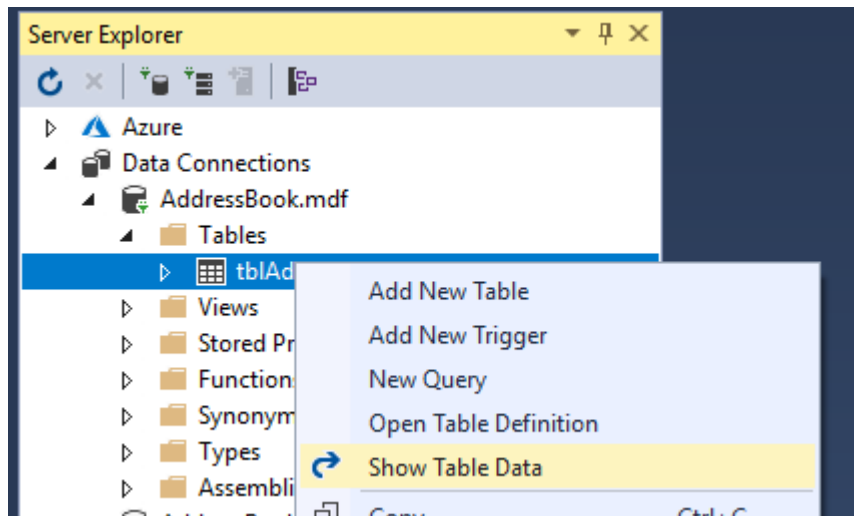 Server Explorer
Azure
Data Connections
AddressBook.mdf
Tables
tblAd
Add New Table
Views
Add New Trigger
Stored Pr
New Query
Function
Synonym
Open Table Definition
Types
Show Table Data
Assembli